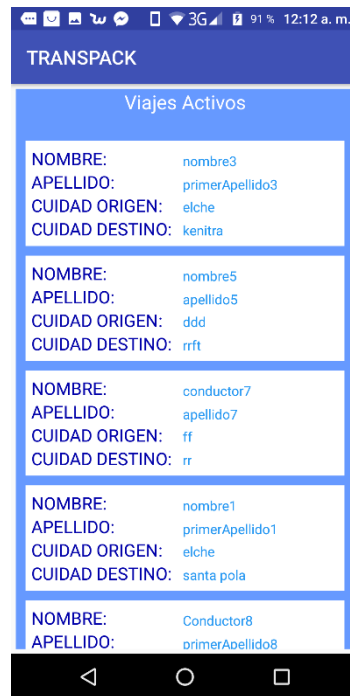 3G 91 % 12:12 a. m.
TRANSPACK
Viajes Activos
NOMBRE: nombre3
APELLIDO: primerApellido3
CUIDAD ORIGEN: elche
CUIDAD DESTINO: kenitra
NOMBRE: nombre5
APELLIDO: apellido5
CUIDAD ORIGEN: ddd
CUIDAD DESTINO: rrft
NOMBRE: conductor7
APELLIDO: apellido7
CUIDAD ORIGEN: ff
CUIDAD DESTINO: rr
NOMBRE: nombre1
APELLIDO: primerApellido1
CUIDAD ORIGEN: elche
CUIDAD DESTINO: santa pola
NOMBRE: Conductor8
APELLIDO: primerApellido8